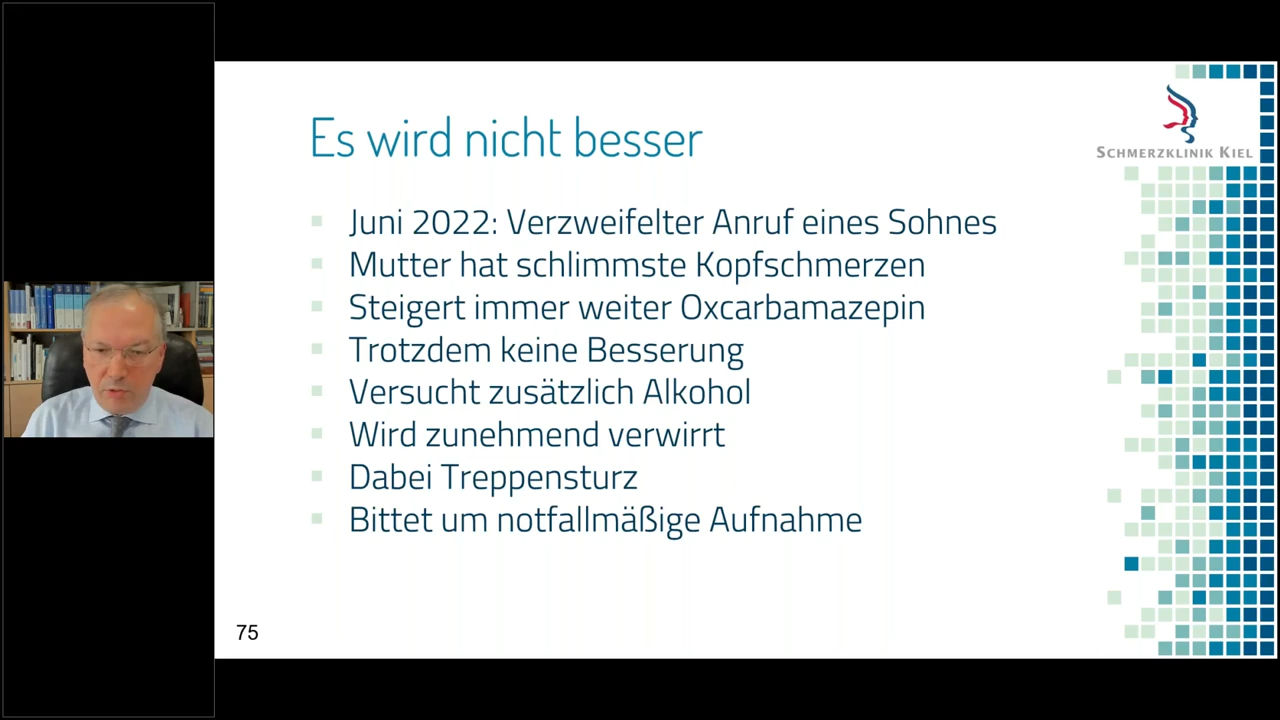 Es wird nicht besser
SCHMERZKLINIK KIEL
Juni 2022: Verzweifelter Anruf eines Sohnes
Mutter hat schlimmste Kopfschmerzen
Steigert immer weiter Oxcarbamazepin
Trotzdem keine Besserung
Versucht zusätzlich Alkohol
Wird zunehmend verwirrt
Dabei Treppensturz
Bittet um notfallmäßige Aufnahme
75